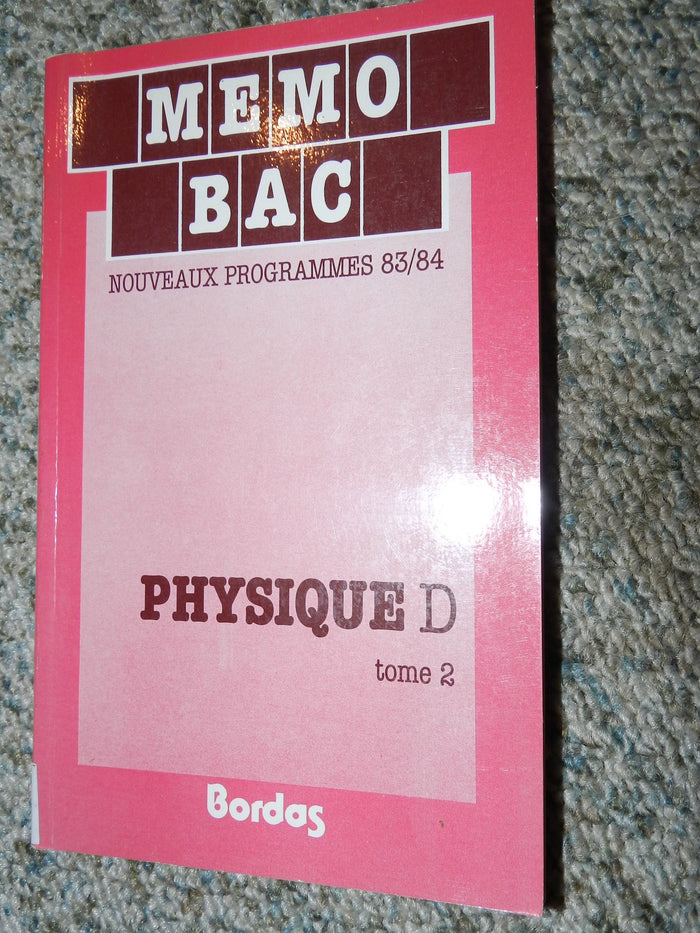 MEMO
BAC
NOUVEAUX PROGRAMMES 83/84
PHYSIQUE D
tome 2
Bordas